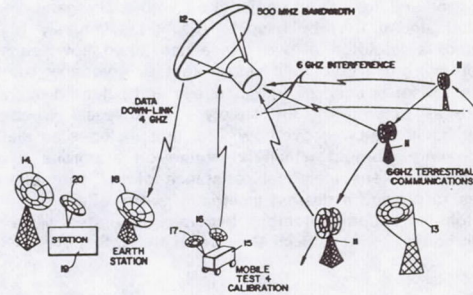 12
500 MHZ BANDWIDTH
6 GHZ INTERFERENCE
11
DATA
DOWN-LINK
4 GHZ
11
6GHZ TERRESTRIAL
COMMUNICATIONS
14
20
18
16
17
15
11
13
STATION
19
EARTH
STATION
MOBILE
TEST &
CALIBRATION